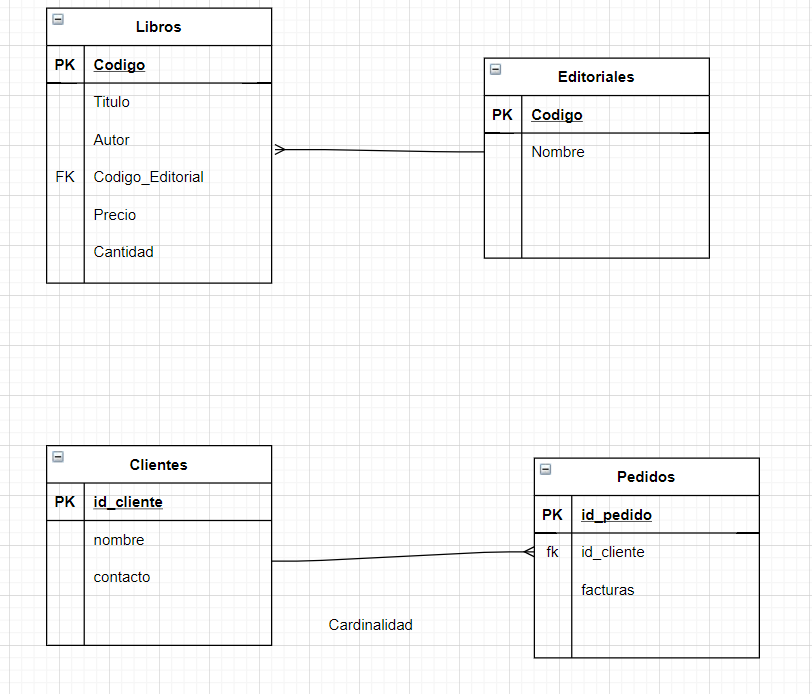 Libros
PK Codigo
Titulo
Autor
FK Codigo_Editorial
Precio
Cantidad
Editoriales
PK Codigo
Nombre
Clientes
PK id_cliente
nombre
contacto
Pedidos
PK id_pedido
fk id_cliente
facturas
Cardinalidad